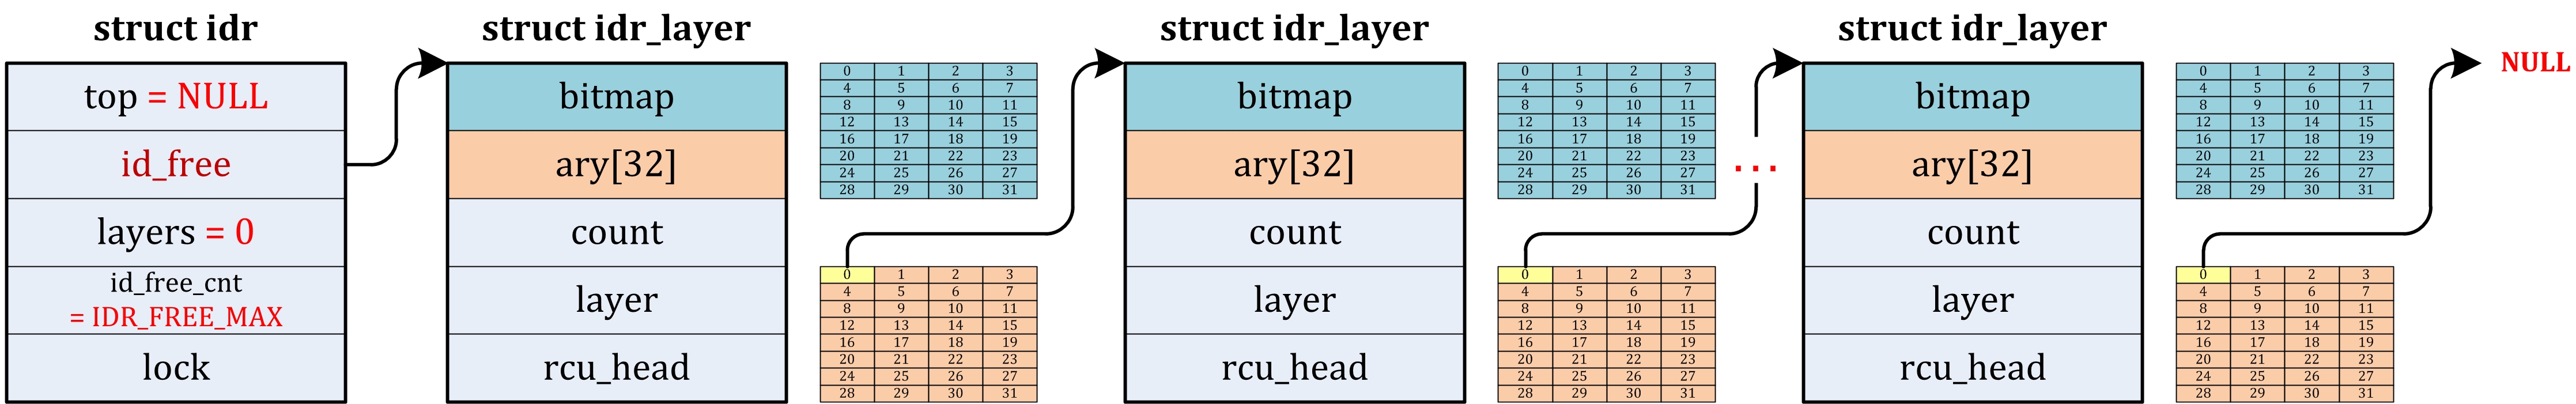 struct idr
top = NULL
id_free
layers = 0
id_free_cnt
= IDR_FREE_MAX
lock
struct idr_layer
bitmap
ary[32]
count
layer
rcu_head
0 1 2 3
4 5 6 7
8 9 10 11
12 13 14 15
16 17 18 19
20 21 22 23
24 25 26 27
28 29 30 31
0 1 2 3
4 5 6 7
8 9 10 11
12 13 14 15
16 17 18 19
20 21 22 23
24 25 26 27
28 29 30 31
struct idr_layer
bitmap
ary[32]
count
layer
rcu_head
0 1 2 3
4 5 6 7
8 9 10 11
12 13 14 15
16 17 18 19
20 21 22 23
24 25 26 27
28 29 30 31
0 1 2 3
4 5 6 7
8 9 10 11
12 13 14 15
16 17 18 19
20 21 22 23
24 25 26 27
28 29 30 31
...
struct idr_layer
bitmap
ary[32]
count
layer
rcu_head
0 1 2 3
4 5 6 7
8 9 10 11
12 13 14 15
16 17 18 19
20 21 22 23
24 25 26 27
28 29 30 31
0 1 2 3
4 5 6 7
8 9 10 11
12 13 14 15
16 17 18 19
20 21 22 23
24 25 26 27
28 29 30 31
NULL